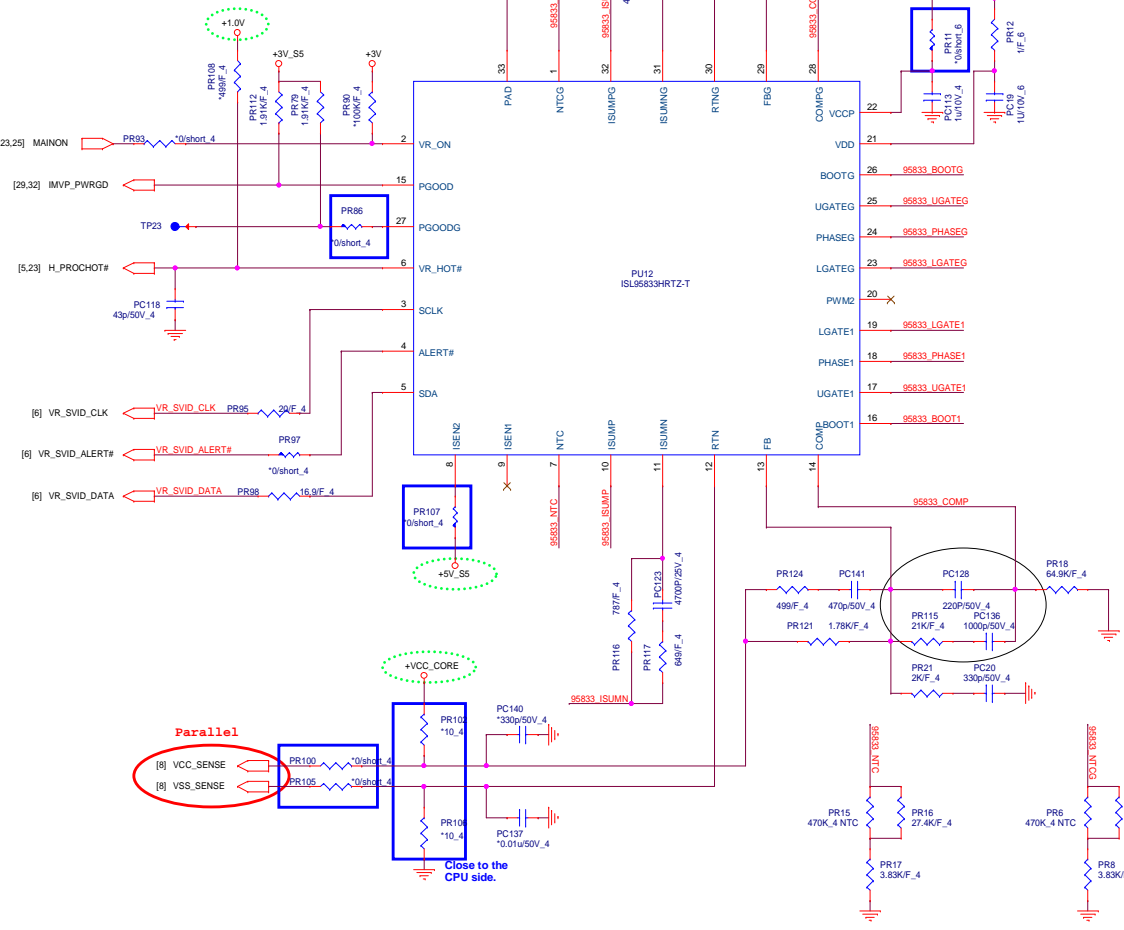 +1.0V
PR108
*499/F_4
+3V_S5
PR112
1.91K/F_4
PR79
1.91K/F_4
+3V
PR90
*100K/F_4
23,25] MAINON
PR93
*0/short_4
[29,32] IMVP_PWRGD
TP23
PR86
*0/short_4
[5,23] H_PROCHOT#
PC118
43p/50V_4
[6] VR_SVID_CLK
VR_SVID_CLK
PR95
20/F_4
[6] VR_SVID_ALERT#
VR_SVID_ALERT#
PR97
*0/short_4
[6] VR_SVID_DATA
VR_SVID_DATA
PR98
16.9/F_4
33
1
32
31
30
29
28
PAD
NTCG
ISUMPG
ISUMNG
RTNG
FBG
COMPG
2
VR_ON
15
PGOOD
27
PGOODG
6
VR_HOT#
3
SCLK
4
ALERT#
5
SDA
PU12
ISL95833HRTZ-T
VCCP
22
VDD
21
BOOTG
26
95833_BOOTG
UGATEG
25
95833_UGATEG
PHASEG
24
95833_PHASEG
LGATEG
23
95833_LGATEG
PWM2
20
LGATE1
19
95833_LGATE1
PHASE1
18
95833_PHASE1
UGATE1
17
95833_UGATE1
BOOT1
16
95833_BOOT1
PR11
*0/short_6
PR12
1/F_6
PC113
1u/10V_4
PC19
1U/10V_6
ISEN2
ISEN1
NTC
ISUMP
ISUMN
RTN
FB
COMP
8
9
7
10
11
12
13
14
PR107
*0/short_4
+5V_S5
95833_NTC
95833_ISUMP
95833_COMP
787/F_4
PR116
PC123
4700P/25V_4
PR117
649/F_4
95833_ISUMN
PR124
499/F_4
PC141
470p/50V_4
PR121
1.78K/F_4
PC128
220P/50V_4
PR115
21K/F_4
PC136
1000p/50V_4
PR18
64.9K/F_4
PR21
2K/F_4
PC20
330p/50V_4
+VCC_CORE
*10_4
PC140
*330p/50V_4
Parallel
[8] VCC_SENSE
PR100
*0/short_4
[8] VSS_SENSE
PR105
*0/short_4
*10_4
PC137
*0.01u/50V_4
Close to the
CPU side.
95833_NTC
PR15
470K_4 NTC
PR16
27.4K/F_4
PR17
3.83K/F_4
95833_NTCG
PR6
470K_4 NTC
PR8
3.83K/